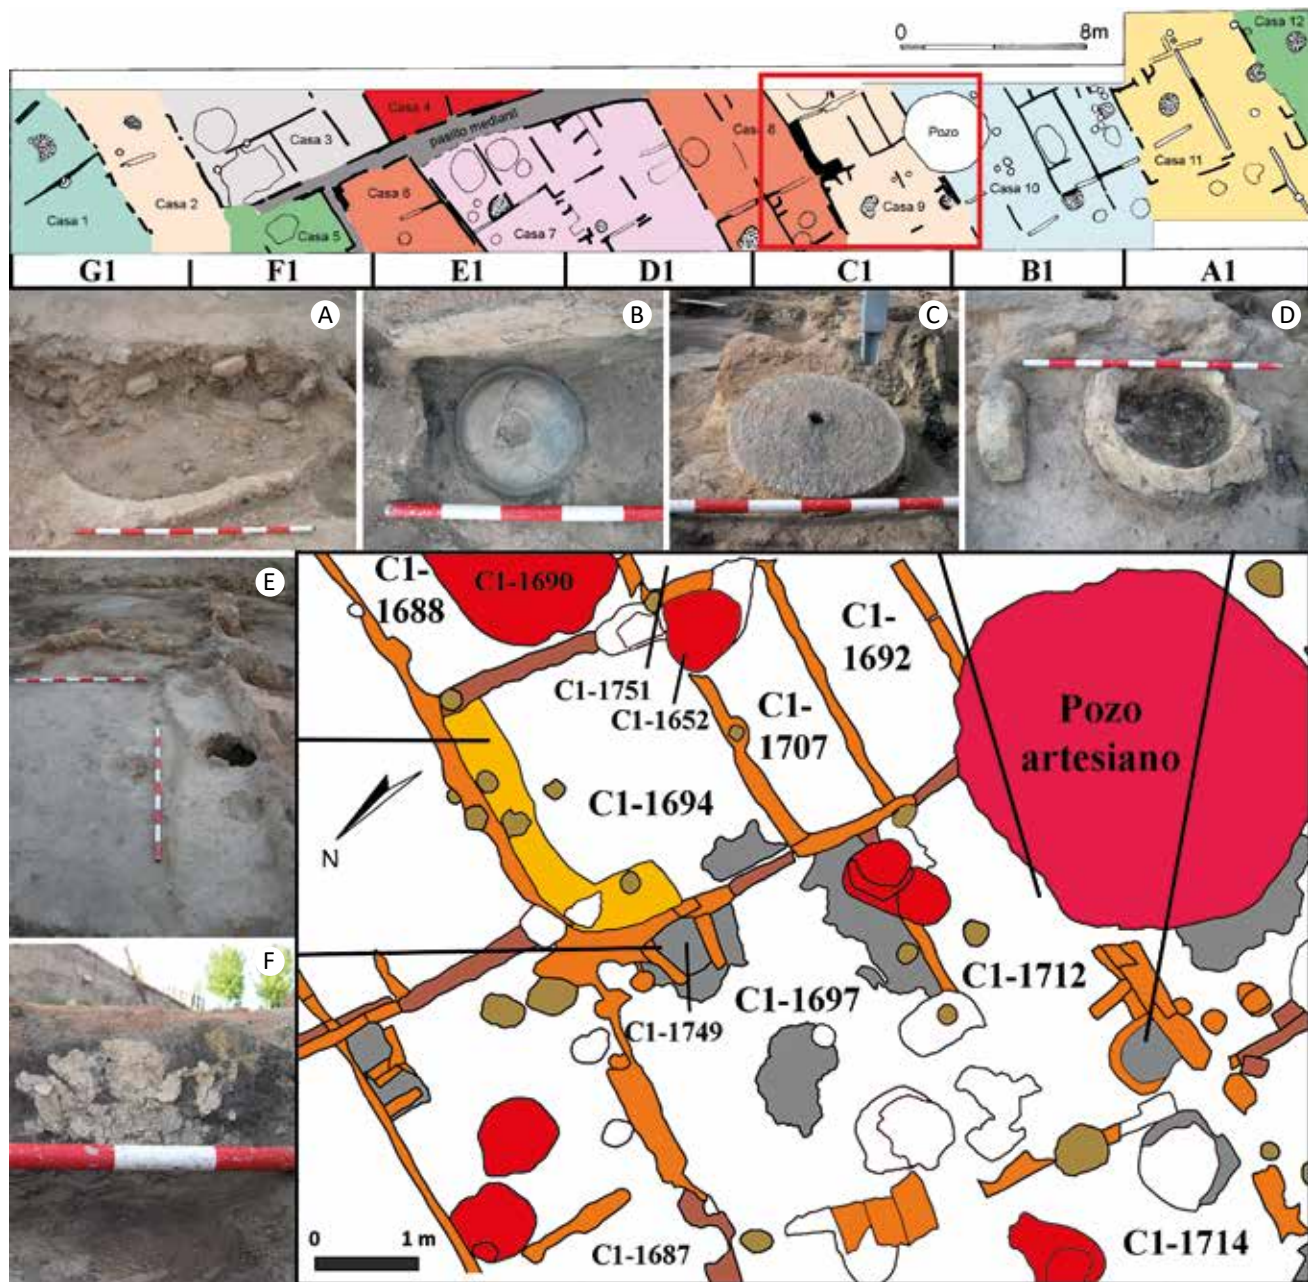 0 8m
Casa 12
Casa 4
Casa 3
pasillo medianil
Casa 8
Pozo
Casa 11
Casa 1
Casa 2
Casa 5
Casa 6
Casa 7
Casa 9
Casa 10
G1 F1 E1 D1 C1 B1 A1
A
B
C
D
E
F
C1-
1688
C1-1690
C1-
1692
C1-1751
C1-1652
C1-
1707
Pozo
artesiano
C1-1694
N
C1-1712
C1-1697
C1-1749
C1-1687
C1-1714
0 1 m